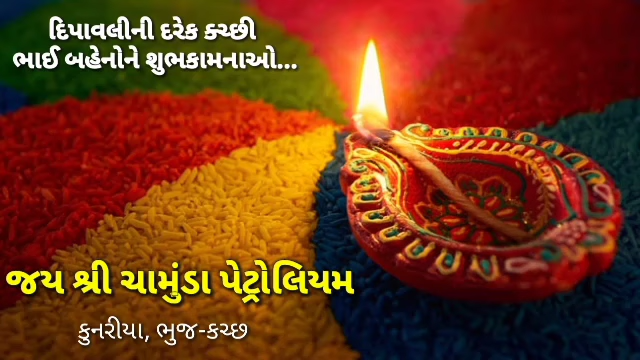 દિપાવલીની દરેક કચ્છી
ભાઈ બહેનોને શુભકામનાઓ...
જય શ્રી ચામુંડા પેટ્રોલિયમ
કુનરીયા, ભુજ-કચ્છ